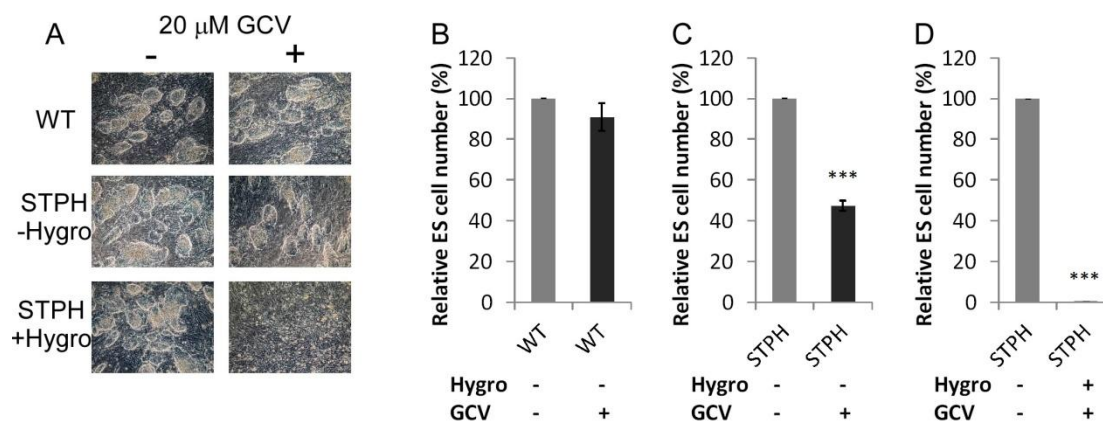 A
20 μM GCV
- +
WT
STPH
-Hygro
STPH
+Hygro
B
Relative ES cell number (%)
120
100
80
60
40
20
0
WT WT
Hygro - -
GCV - +
C
Relative ES cell number (%)
120
100
80
60
40
20
0
***
STPH STPH
- -
- +
D
Relative ES cell number (%)
120
100
80
60
40
20
0
***
STPH STPH
Hygro - +
GCV - +